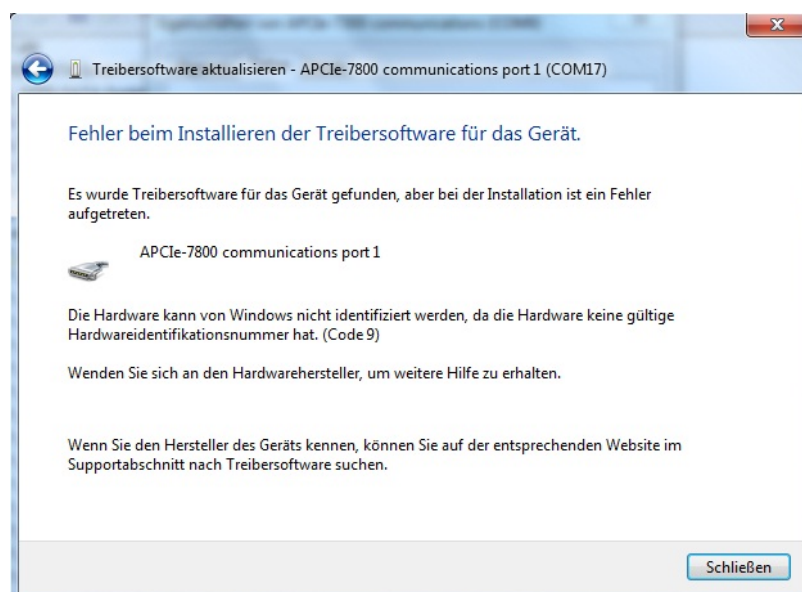 Treibersoftware aktualisieren - APCIe-7800 communications port 1 (COM17)
Fehler beim Installieren der Treibersoftware für das Gerät.
Es wurde Treibersoftware für das Gerät gefunden, aber bei der Installation ist ein Fehler
aufgetreten.
APCIe-7800 communications port 1
Die Hardware kann von Windows nicht identifiziert werden, da die Hardware keine gültige
Hardwareidentifikationsnummer hat. (Code 9)
Wenden Sie sich an den Hardwarehersteller, um weitere Hilfe zu erhalten.
Wenn Sie den Hersteller des Geräts kennen, können Sie auf der entsprechenden Website im
Supportabschnitt nach Treibersoftware suchen.
Schließen